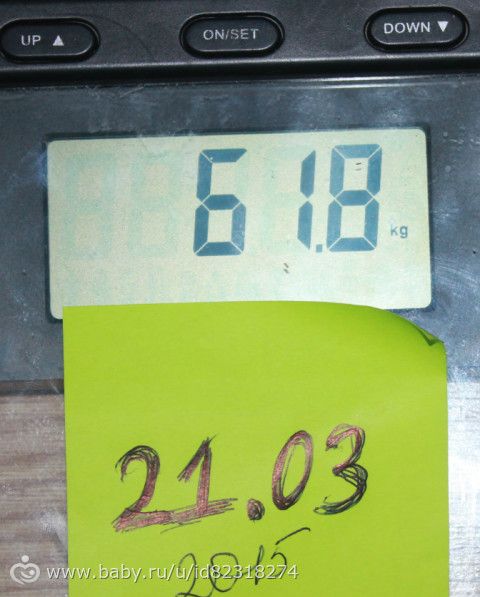 UP ▲ ON/SET DOWN ▼
61.8 kg
21.03
2015
www.baby.ru/u/id82318274